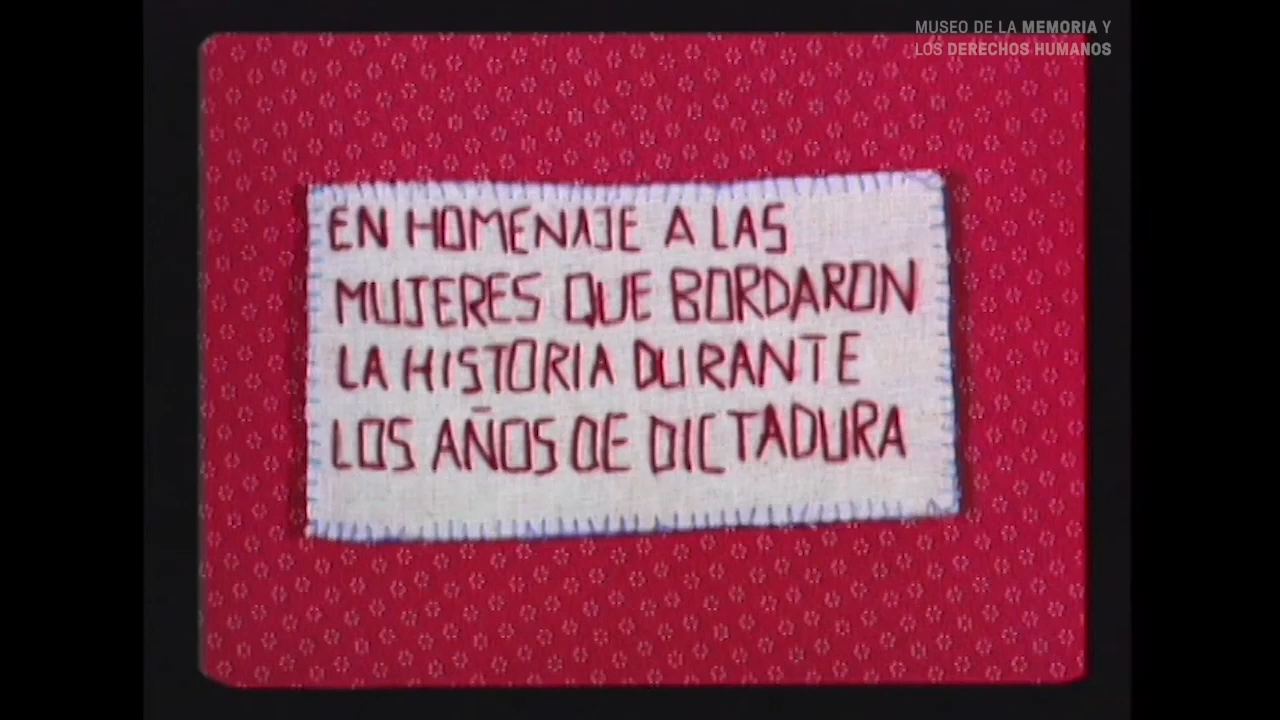 MUSEO DE LA MEMORIA Y
LOS DERECHOS HUMANOS
EN HOMENAJE A LAS
MUJERES QUE BORDARON
LA HISTORIA DURANTE
LOS AÑOS DE DICTADURA